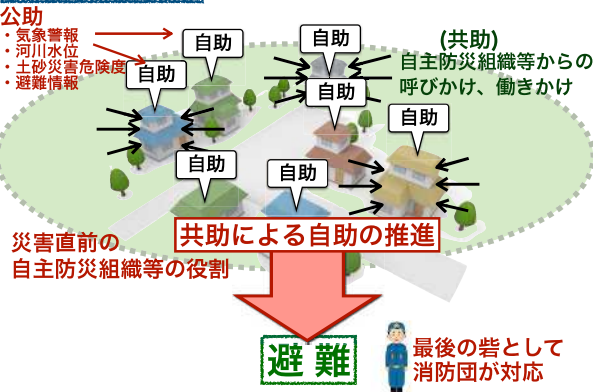 公助
・気象警報
・河川水位
・土砂災害危険度
・避難情報
自助
自助
自助
自助
自助
自助
自助
(共助)
自主防災組織等からの
呼びかけ、働きかけ
災害直前の
自主防災組織等の役割
共助による自助の推進
避 難
最後の砦として
消防団が対応